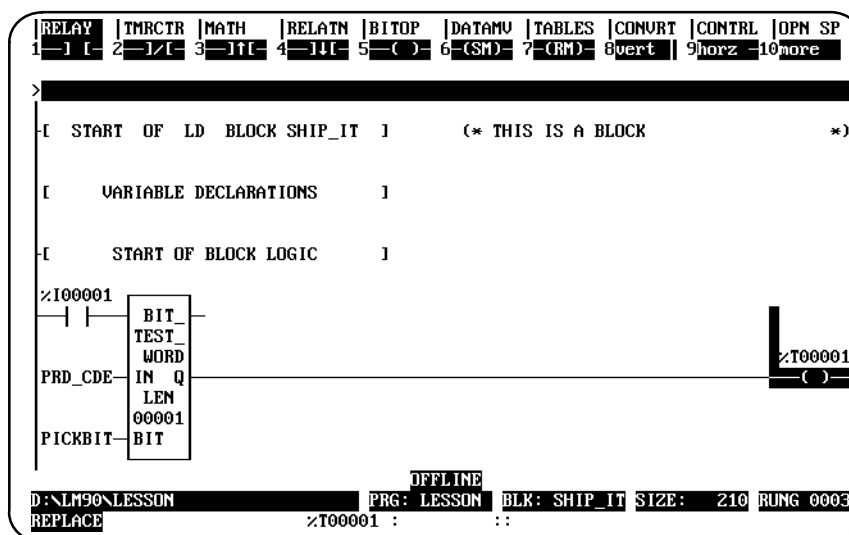 |RELAY |TMRCTR |MATH |RELATN |BITOP |DATAMV |TABLES |CONVRT |CONTRL |OPN SP
1—] [— 2—]/[— 3—]↑[— 4—]↓[— 5—( )— 6—(SM)— 7—(RM)— 8vert | 9horz —10more
>
[ START OF LD BLOCK SHIP_IT ] (* THIS IS A BLOCK *)
[ VARIABLE DECLARATIONS ]
[ START OF BLOCK LOGIC ]
%I00001
BIT_
TEST_
WORD
%T00001
PRD_CDE IN Q —( )—
LEN
00001
PICKBIT BIT
OFFLINE
D:\LM90\LESSON PRG: LESSON BLK: SHIP_IT SIZE: 210 RUNG 0003
REPLACE %T00001 : ::